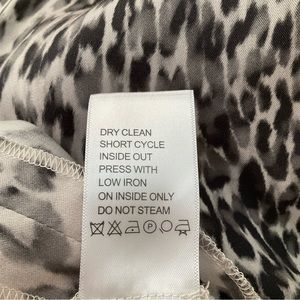 DRY CLEAN
SHORT CYCLE
INSIDE OUT
PRESS WITH
LOW IRON
ON INSIDE ONLY
DO NOT STEAM
P